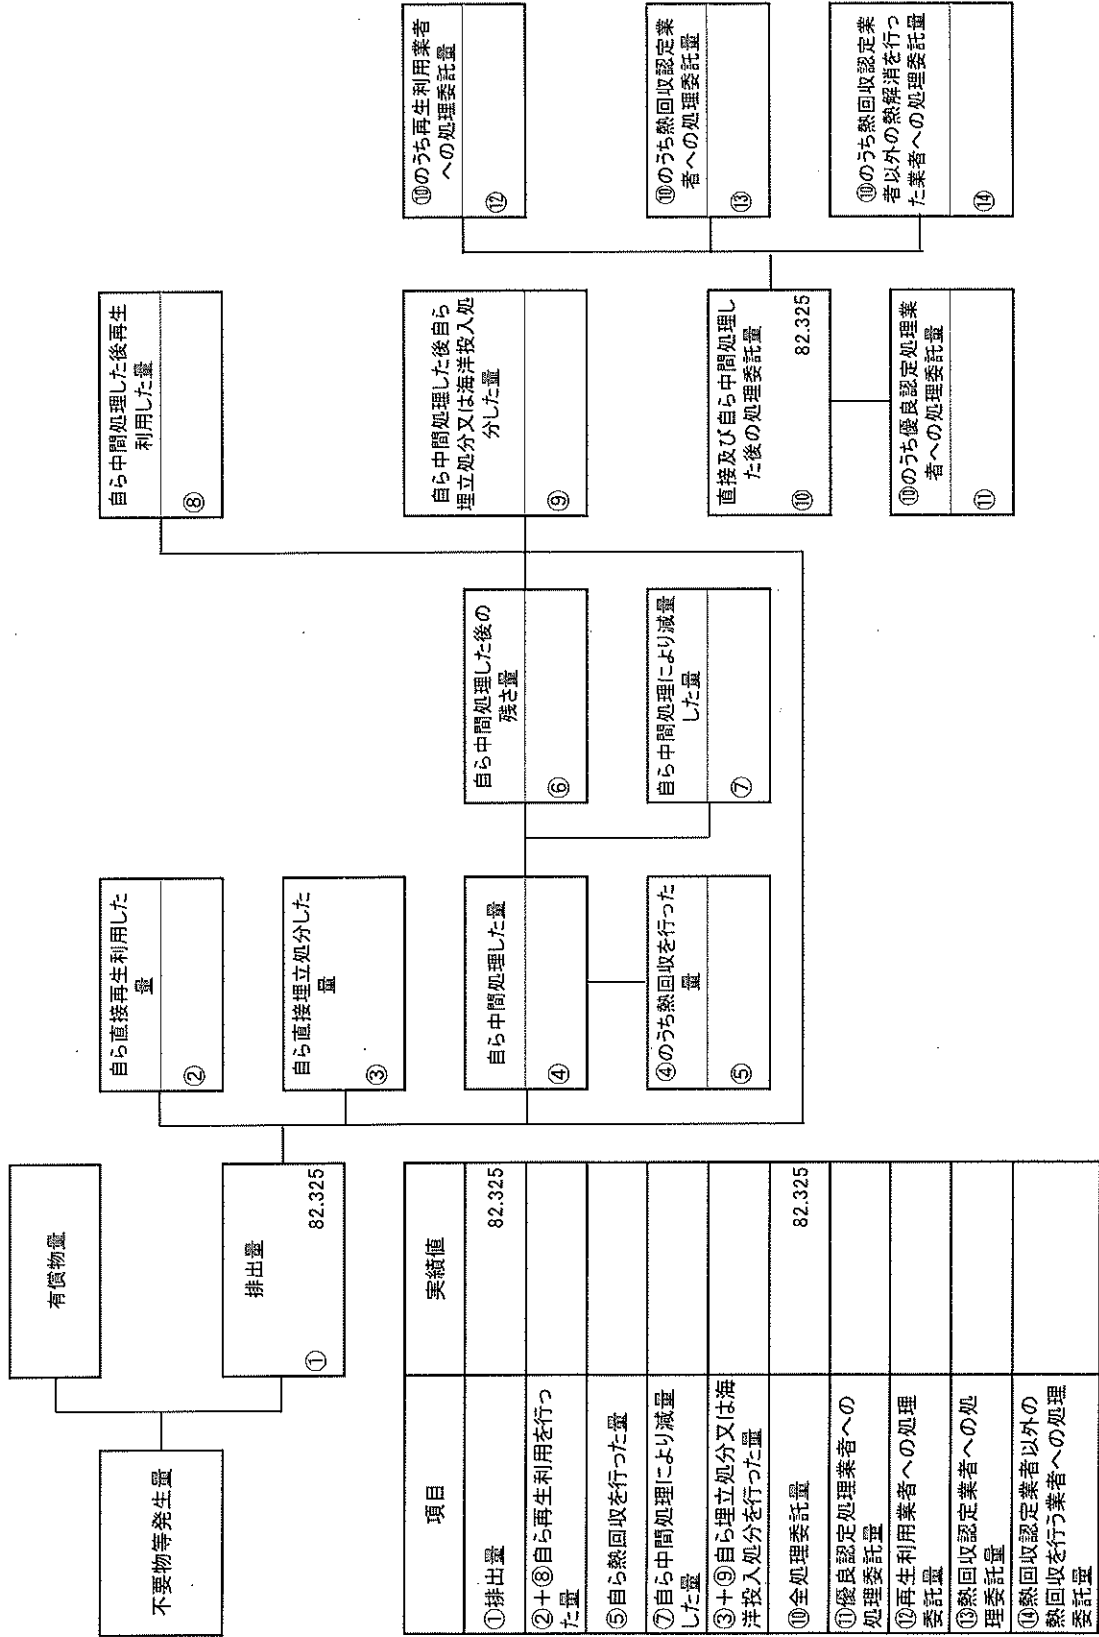 不要物等発生量
有償物量
排出量
①
82.325
自ら直接再生利用した
量
②
自ら直接埋立処分した
量
③
自ら中間処理した量
④
④のうち熱回収を行った
量
⑤
自ら中間処理した後の
残さ量
⑥
自ら中間処理により減量
した量
⑦
自ら中間処理した後再生
利用した量
⑧
自ら中間処理した後自ら
埋立処分又は海洋投入処
分した量
⑨
直接及び自ら中間処理し
た後の処理委託量
⑩
82.325
⑩のうち優良認定処理業
者への処理委託量
⑪
⑩のうち再生利用業者
への処理委託量
⑫
⑩のうち熱回収認定業
者への処理委託量
⑬
⑩のうち熱回収認定業
者以外の熱解消を行っ
た業者への処理委託量
⑭
項目 実績値
①排出量 82.325
②+⑧自ら再生利用を行っ
た量
⑤自ら熱回収を行った量
⑦自ら中間処理により減量
した量
③+⑨自ら埋立処分又は海
洋投入処分を行った量
⑩全処理委託量 82.325
⑪優良認定処理業者への
処理委託量
⑫再生利用業者への処理
委託量
⑬熱回収認定業者への処
理委託量
⑭熱回収認定業者以外の
熱回収を行う業者への処理
委託量